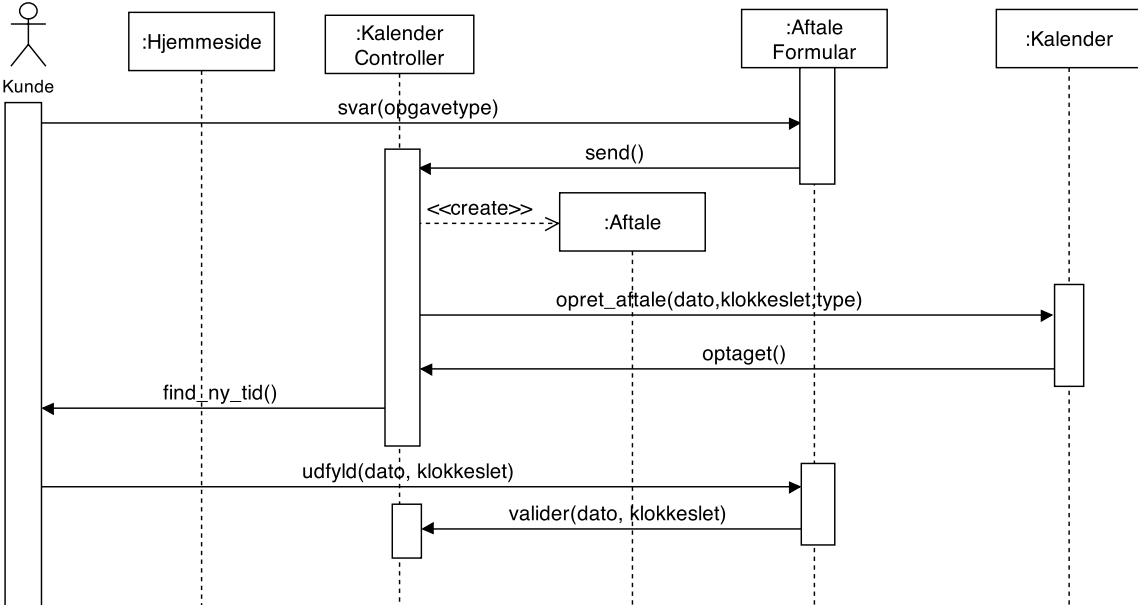 Kunde
:Hjemmeside
:Kalender
Controller
:Aftale
Formular
:Kalender
svar(opgavetype)
send()
<<create>>
:Aftale
opret_aftale(dato,klokkeslet,type)
optaget()
find_ny_tid()
udfyld(dato, klokkeslet)
valider(dato, klokkeslet)